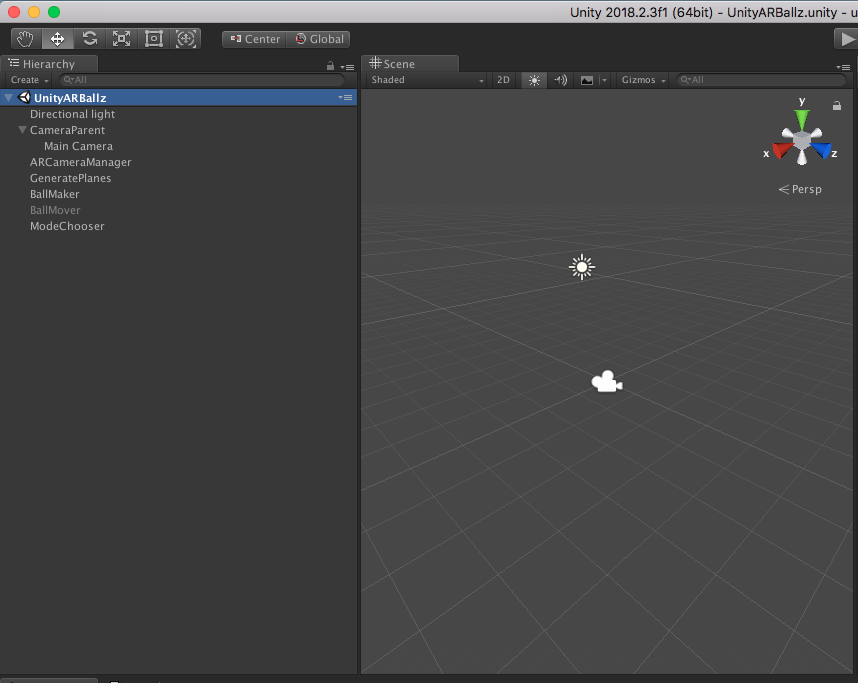 Unity 2018.2.3f1 (64bit) - UnityARBallz.unity - u
Center Global
Hierarchy
Create All
UnityARBallz
Directional light
CameraParent
Main Camera
ARCameraManager
GeneratePlanes
BallMaker
BallMover
ModeChooser
Scene
Shaded 2D Gizmos All
y
x z
Persp